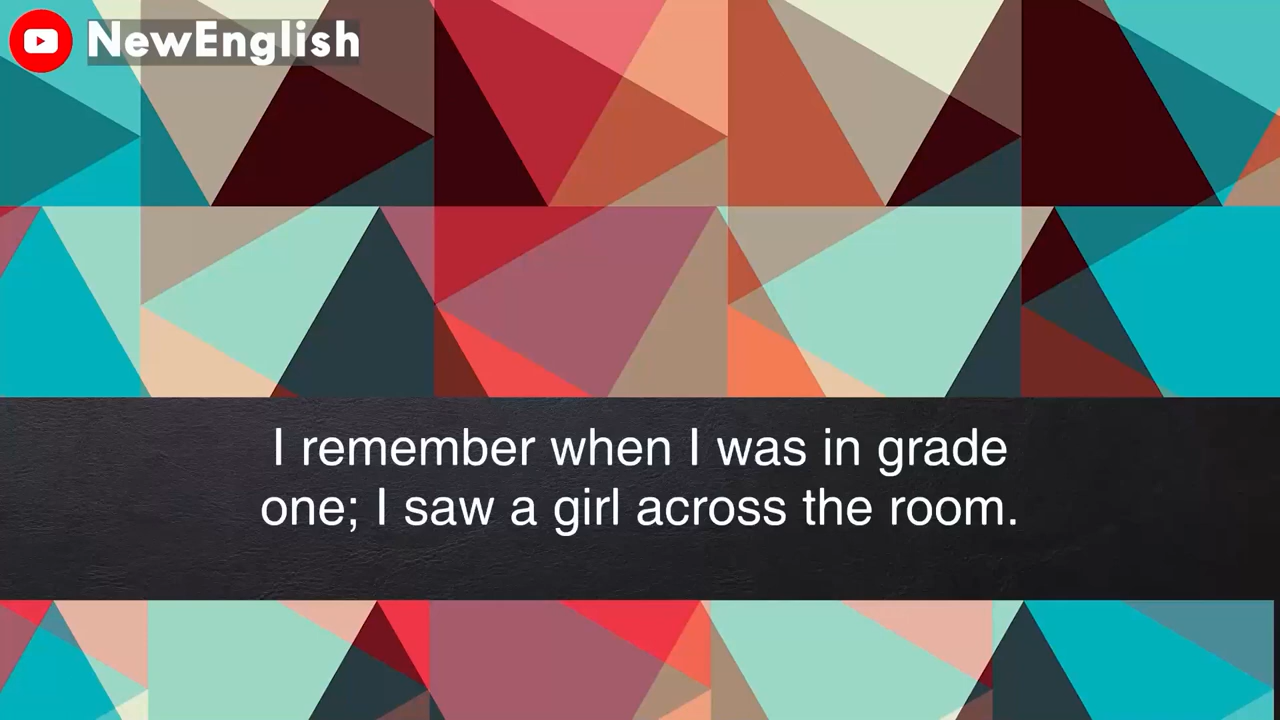 NewEnglish
I remember when I was in grade
one; I saw a girl across the room.